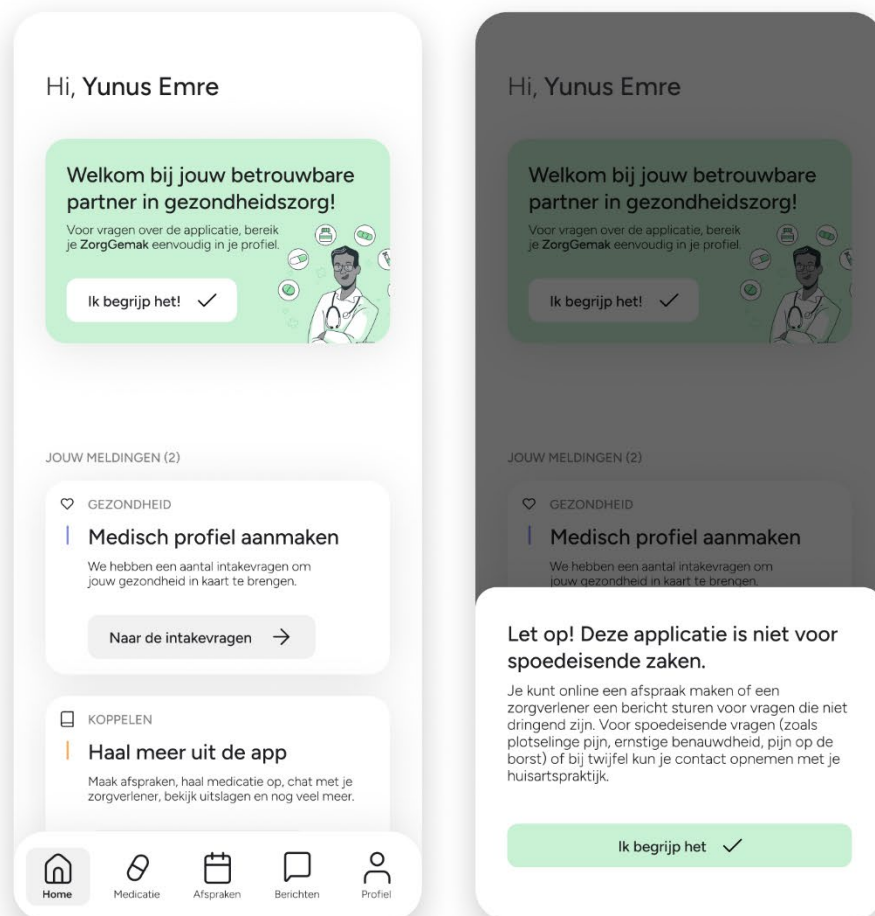 Hi, Yunus Emre
Welkom bij jouw betrouwbare
partner in gezondheidszorg!
Voor vragen over de applicatie, bereik
je ZorgGemak eenvoudig in je profiel.
Ik begrijp het!
JOUW MELDINGEN (2)
GEZONDHEID
Medisch profiel aanmaken
We hebben een aantal intakevragen om
jouw gezondheid in kaart te brengen.
Naar de intakevragen
KOPPELEN
Haal meer uit de app
Maak afspraken, haal medicatie op, chat met je
zorgverlener, bekijk uitslagen en nog veel meer.
Home
Medicatie
Afspraken
Berichten
Profiel
Hi, Yunus Emre
Welkom bij jouw betrouwbare
partner in gezondheidszorg!
Voor vragen over de applicatie, bereik
je ZorgGemak eenvoudig in je profiel.
Ik begrijp het!
JOUW MELDINGEN (2)
GEZONDHEID
Medisch profiel aanmaken
We hebben een aantal intakevragen om
jouw gezondheid in kaart te brengen.
Let op! Deze applicatie is niet voor
spoedeisende zaken.
Je kunt online een afspraak maken of een
zorgverlener een bericht sturen voor vragen die niet
dringend zijn. Voor spoedeisende vragen (zoals
plotselinge pijn, ernstige benauwdheid, pijn op de
borst) of bij twijfel kun je contact opnemen met je
huisartspraktijk.
Ik begrijp het